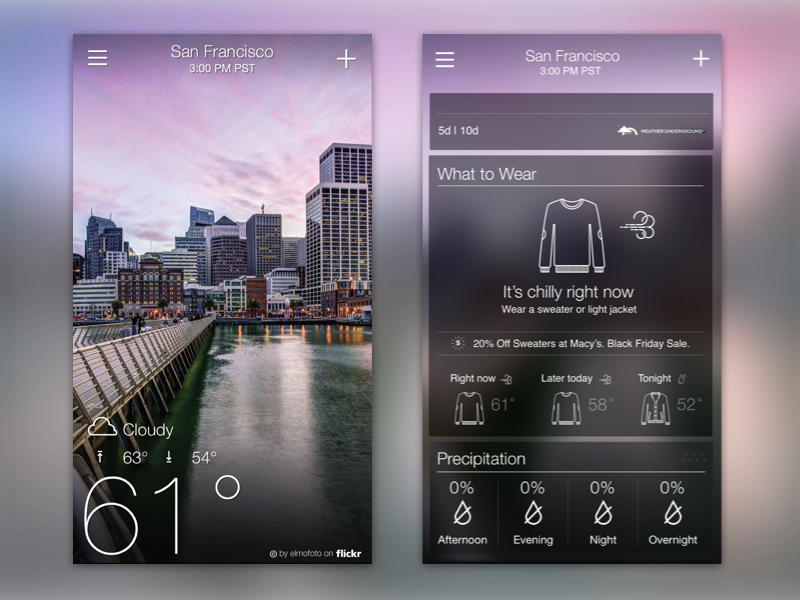 San Francisco
3:00 PM PST
Cloudy
63° 54°
61°
© by elmofoto on flickr
San Francisco
3:00 PM PST
5d | 10d
WEATHER UNDERGROUND
What to Wear
It's chilly right now
Wear a sweater or light jacket
20% Off Sweaters at Macy's. Black Friday Sale.
Right now Later today Tonight
61° 58° 52°
Precipitation
0% 0% 0% 0%
Afternoon Evening Night Overnight